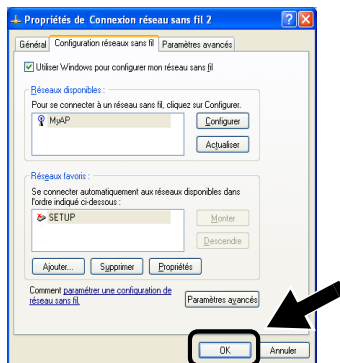 Propriétés de Connexion réseau sans fil 2
Général Configuration réseaux sans fil Paramètres avancés
Utiliser Windows pour configurer mon réseau sans fil
Réseaux disponibles :
Pour se connecter à un réseau sans fil, cliquez sur Configurer.
MyAP
Configurer
Actualiser
Réseaux favoris :
Se connecter automatiquement aux réseaux disponibles dans
l'ordre indiqué ci-dessous :
SETUP
Monter
Descendre
Ajouter... Supprimer Propriétés
Comment paramétrer une configuration de
réseau sans fil.
Paramètres avancés
OK Annuler